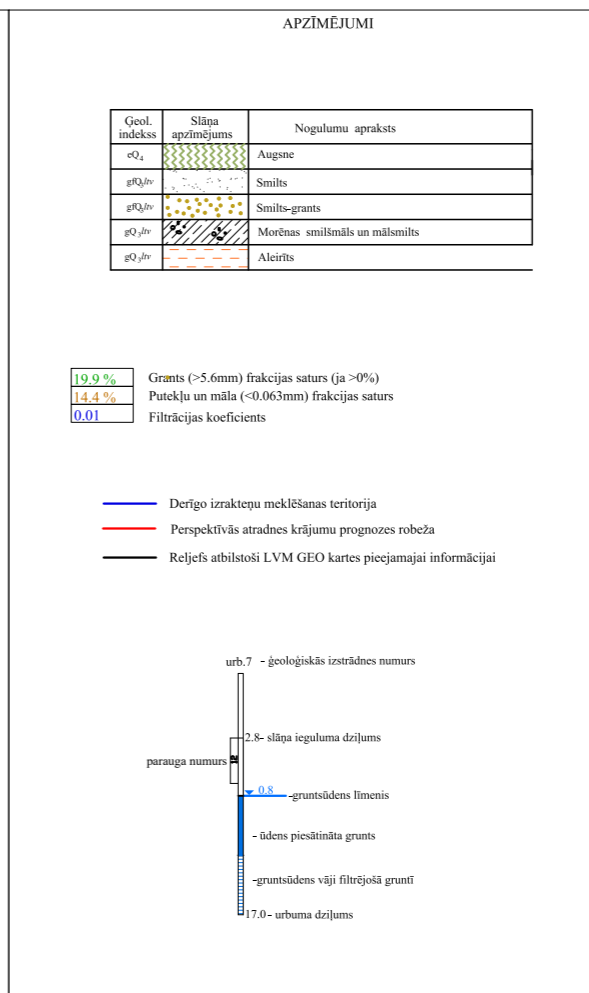 APZĪMĒJUMI
Ģeol. indekss Slāņa apzīmējums Nogulumu apraksts
eQ4 Augsne
gfQ3ltv Smilts
gfQ3ltv Smilts-grants
gQ3ltv Morēnas smilšmāls un mālsmilts
gQ3ltv Aleirīts
19.9 % Grants (>5.6mm) frakcijas saturs (ja >0%)
14.4 % Putekļu un māla (<0.063mm) frakcijas saturs
0.01 Filtrācijas koeficients
Derīgo izrakteņu meklēšanas teritorija
Perspektīvās atradnes krājumu prognozes robeža
Reljefs atbilstoši LVM GEO kartes pieejamajai informācijai
urb.7 - ģeoloģiskās izstrādnes numurs
2.8- slāņa ieguluma dziļums
parauga numurs 12
0.8
-gruntsūdens līmenis
- ūdens piesātināta grunts
-gruntsūdens vāji filtrējošā gruntī
17.0- urbuma dziļums